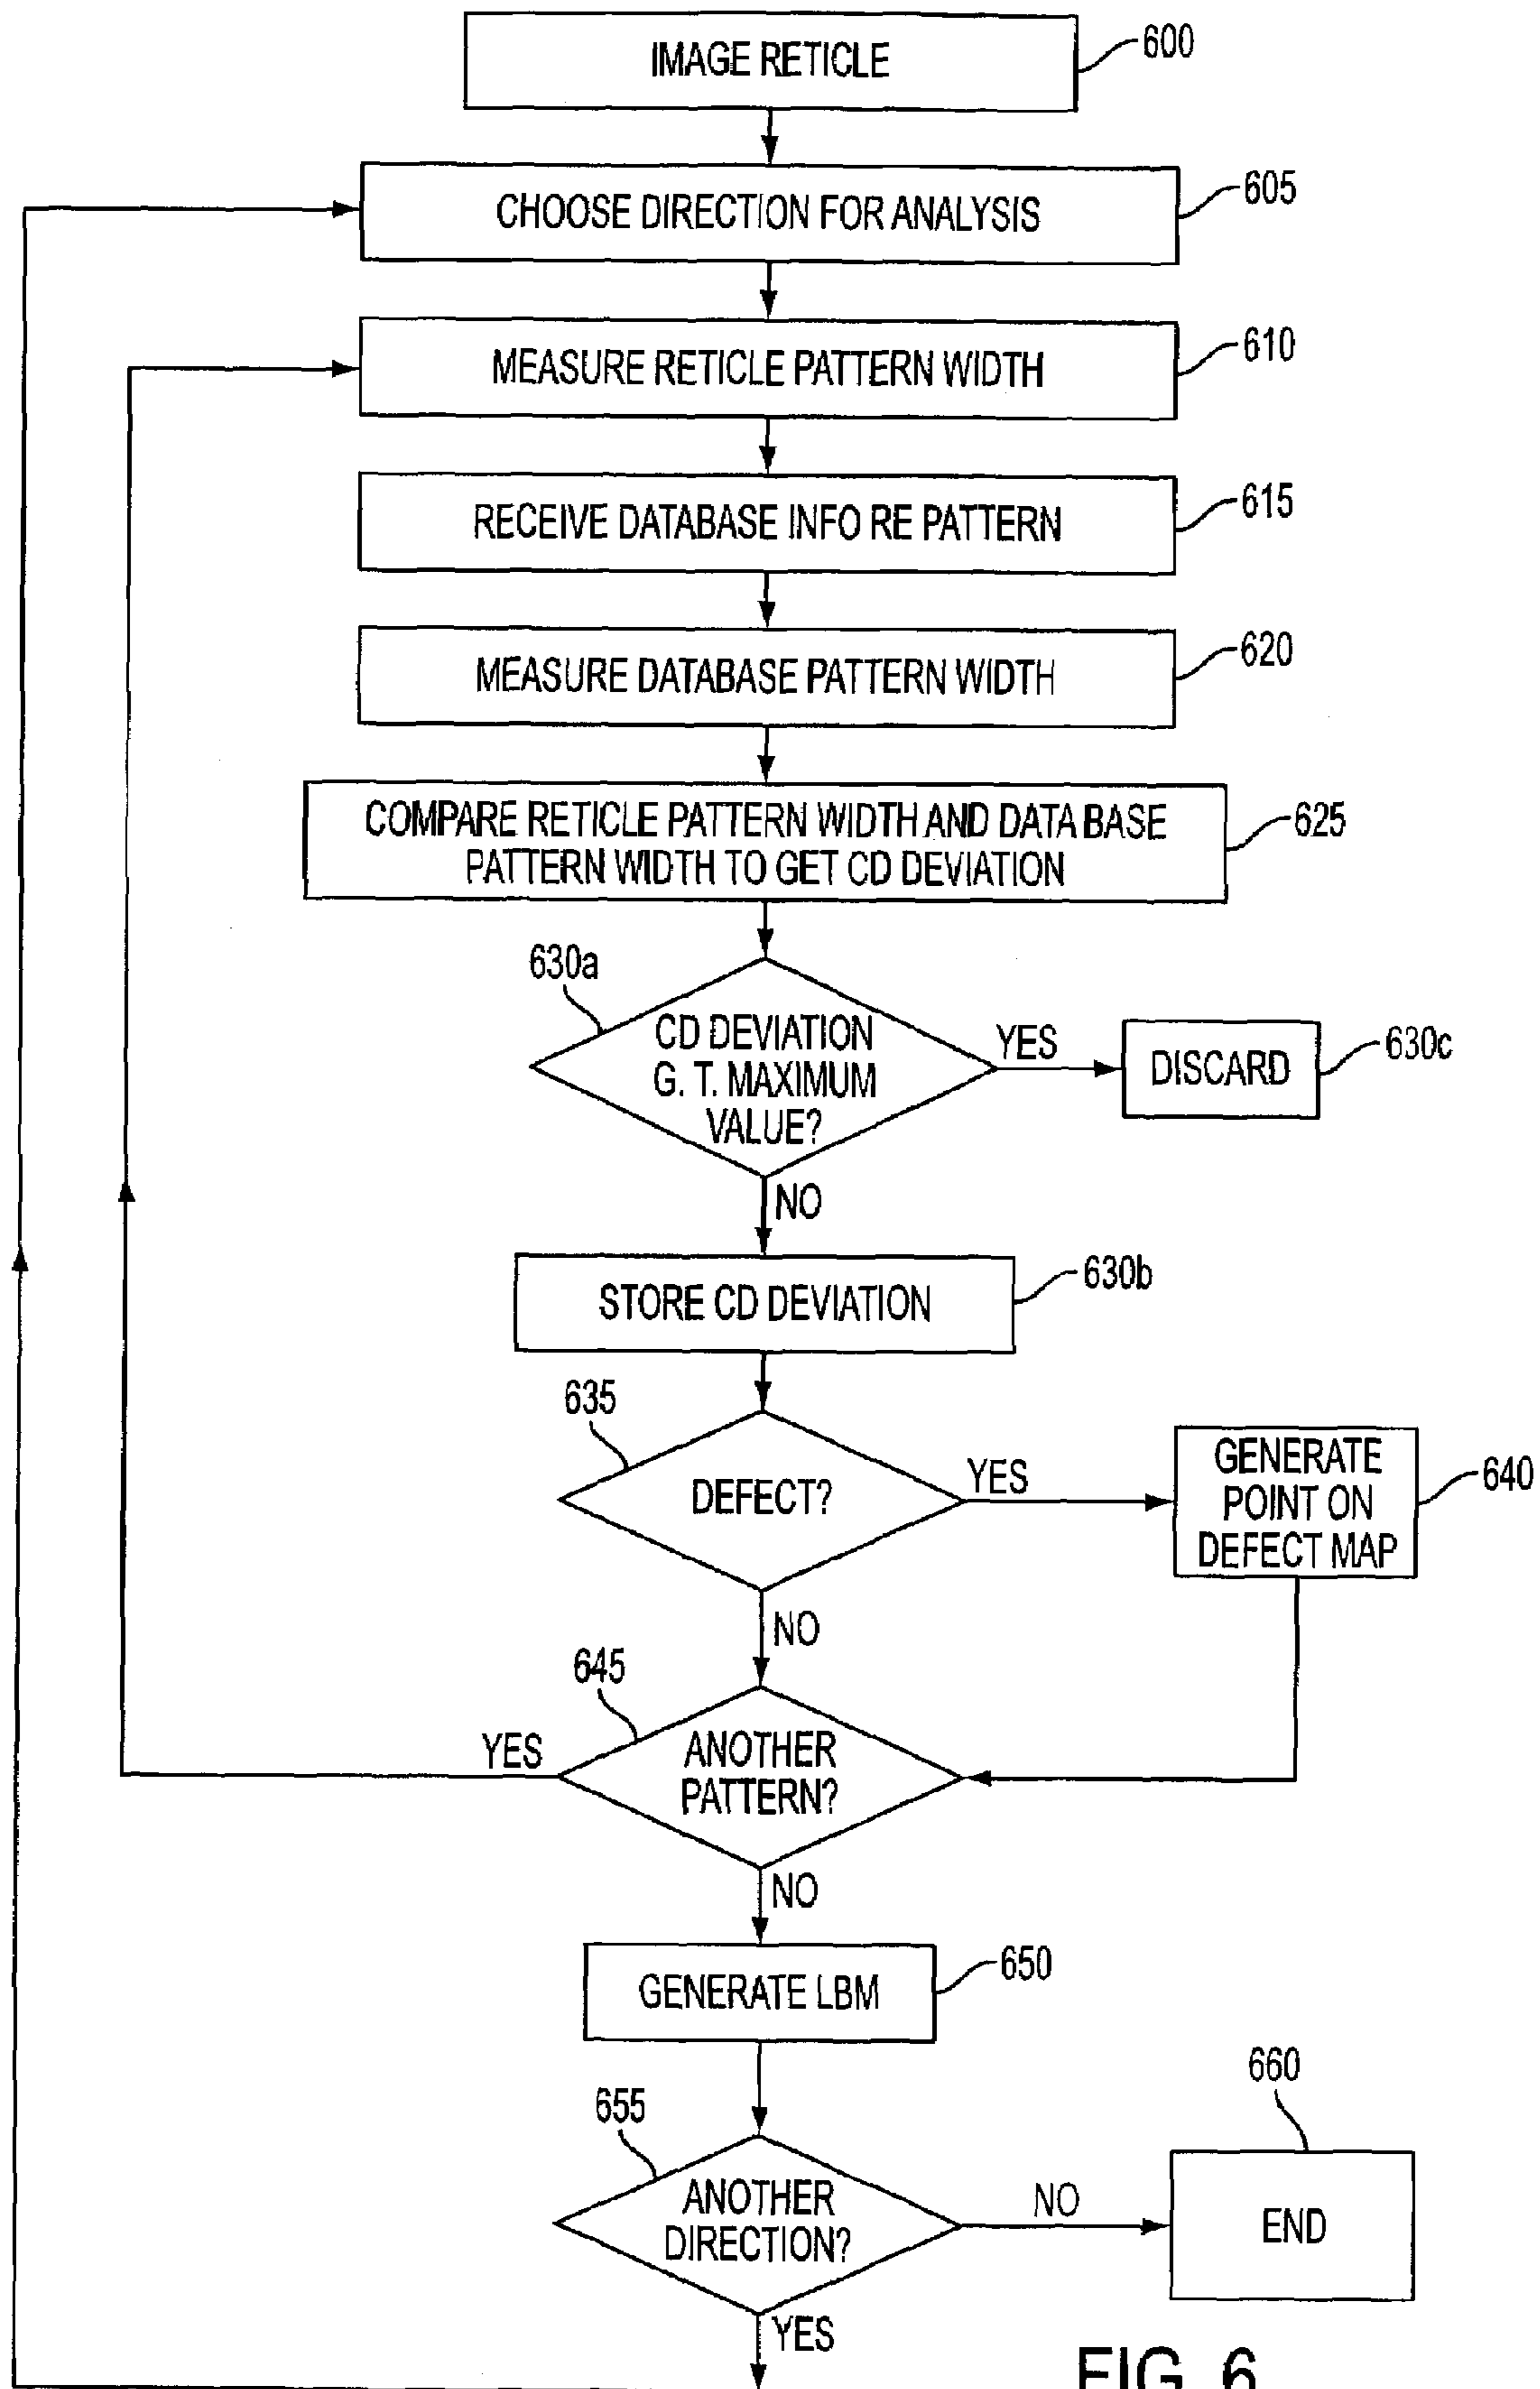 IMAGE RETICLE
600
CHOOSE DIRECTION FOR ANALYSIS
605
MEASURE RETICLE PATTERN WIDTH
610
RECEIVE DATABASE INFO RE PATTERN
615
MEASURE DATABASE PATTERN WIDTH
620
COMPARE RETICLE PATTERN WIDTH AND DATA BASE
PATTERN WIDTH TO GET CD DEVIATION
625
630a
CD DEVIATION
G. T. MAXIMUM
VALUE?
YES
DISCARD
630c
NO
STORE CD DEVIATION
630b
635
DEFECT?
YES
GENERATE
POINT ON
DEFECT MAP
640
NO
645
YES
ANOTHER
PATTERN?
NO
GENERATE LBM
650
655
ANOTHER
DIRECTION?
NO
660
END
YES
FIG. 6